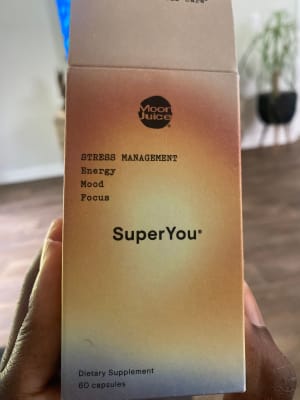 Moon
Juice®
STRESS MANAGEMENT
Energy
Mood
Focus
SuperYou®
Dietary Supplement
60 capsules